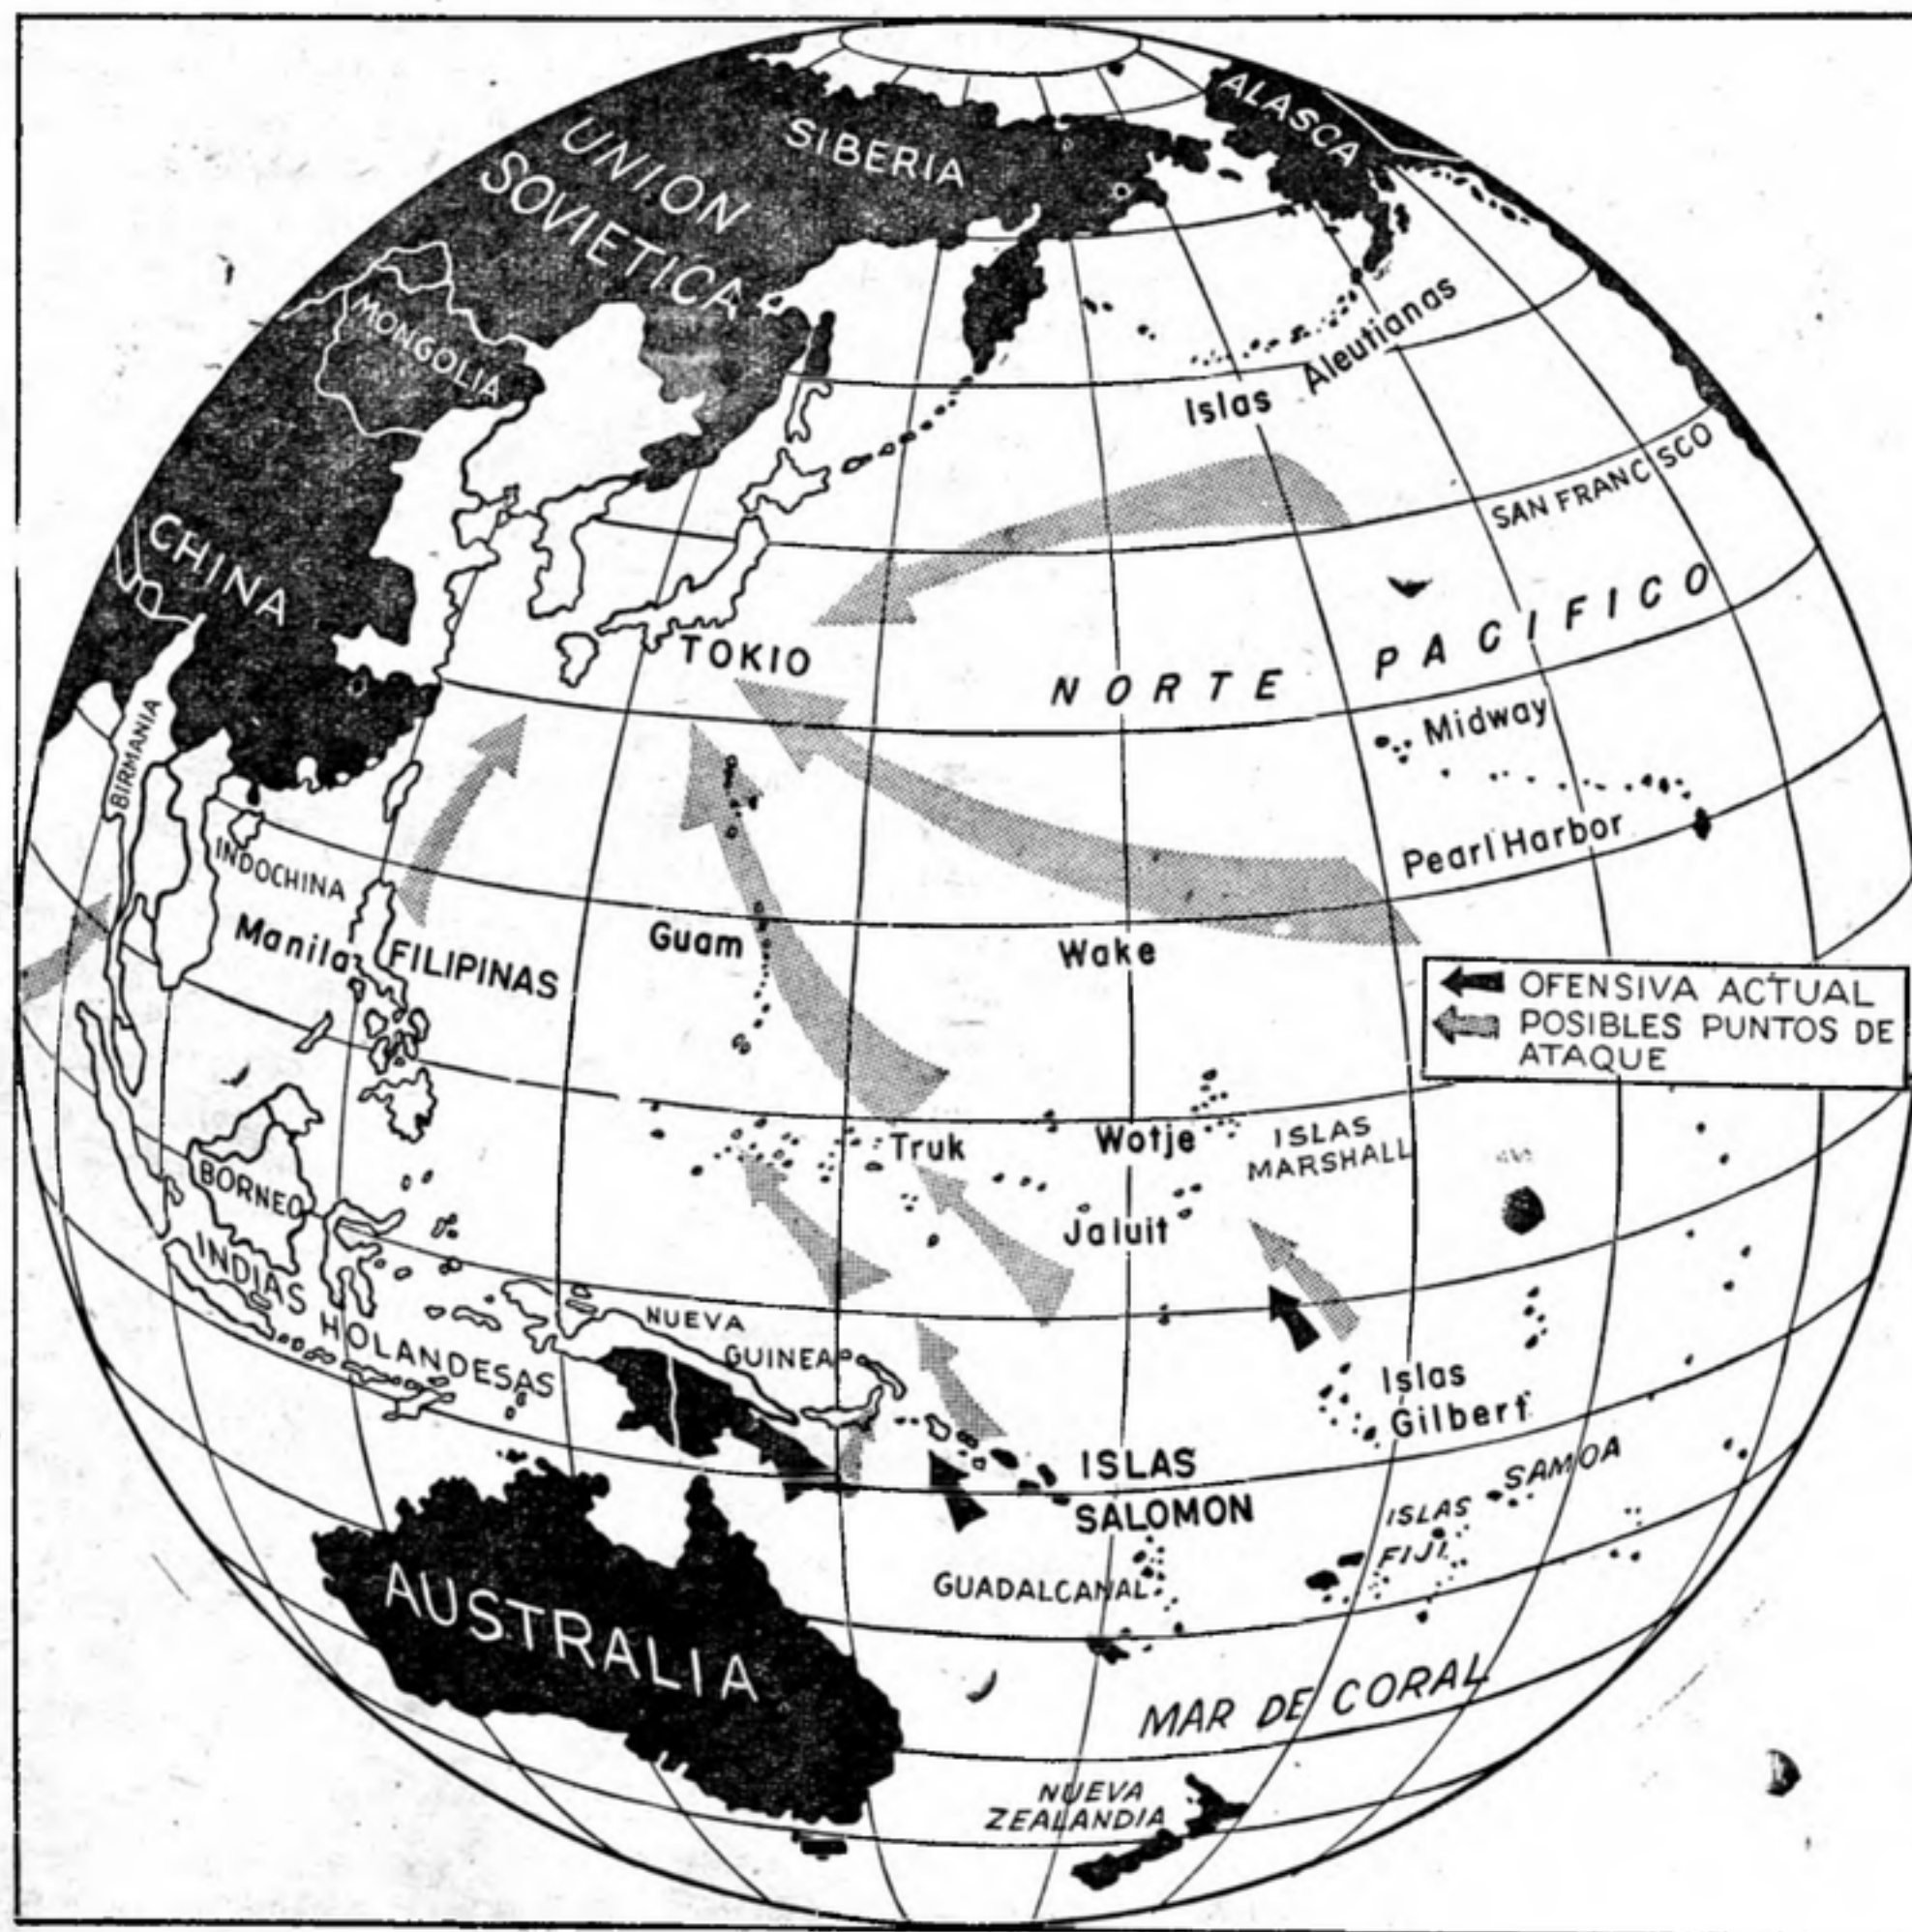 ALASCA
SIBERIA
UNION
SOVIETICA
MONGOLIA
Islas Aleutianas
SAN FRANCISCO
CHINA
TOKIO
NORTE PACIFICO
Midway
BIRMANIA
Pearl Harbor
INDOCHINA
Manila
FILIPINAS
Guam
Wake
OFENSIVA ACTUAL
POSIBLES PUNTOS DE
ATAQUE
Truk
Wotje
ISLAS
MARSHALL
BORNEO
Jaluit
INDIAS HOLANDESAS
NUEVA
GUINEA
Islas
Gilbert
ISLAS
SALOMON
SAMOA
ISLAS
FIJI
GUADALCANAL
AUSTRALIA
MAR DE CORAL
NUEVA
ZEALANDIA